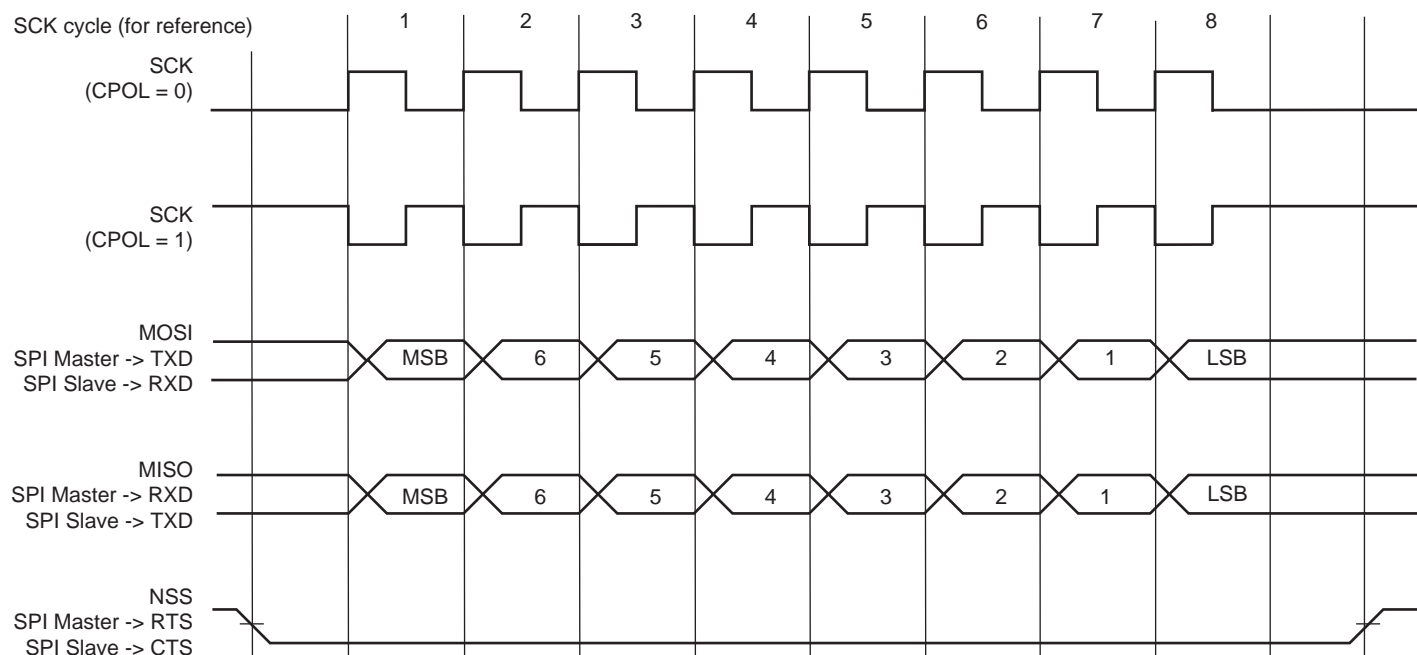 SCK cycle (for reference)
1 2 3 4 5 6 7 8
SCK
(CPOL = 0)
SCK
(CPOL = 1)
MOSI
SPI Master -> TXD
SPI Slave -> RXD
MSB 6 5 4 3 2 1 LSB
MISO
SPI Master -> RXD
SPI Slave -> TXD
MSB 6 5 4 3 2 1 LSB
NSS
SPI Master -> RTS
SPI Slave -> CTS